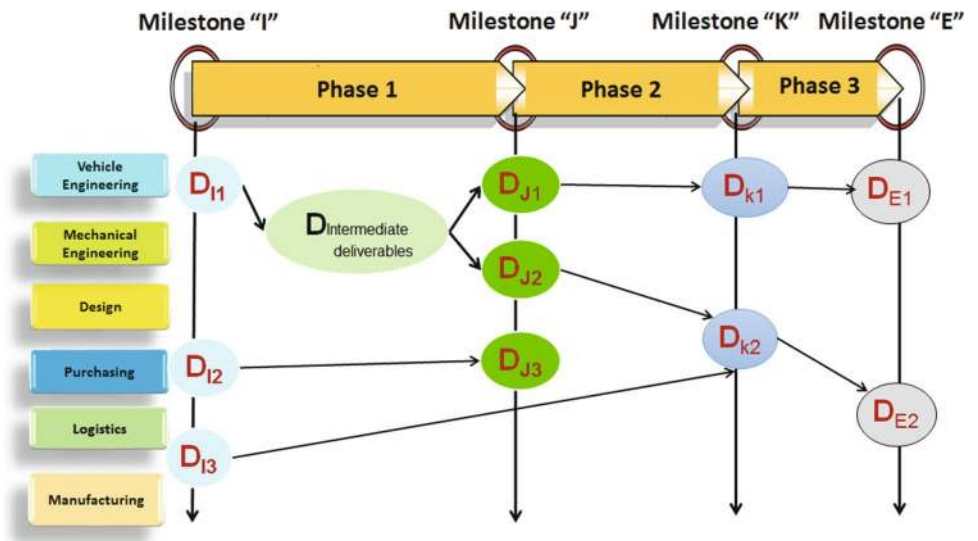 Milestone “I”
Milestone “J”
Milestone “K”
Milestone “E”
Phase 1
Phase 2
Phase 3
Vehicle
Engineering
Mechanical
Engineering
Design
Purchasing
Logistics
Manufacturing
DI1
DIntermediate
deliverables
DJ1
Dk1
DE1
DJ2
Dk2
DI2
DJ3
DE2
DI3